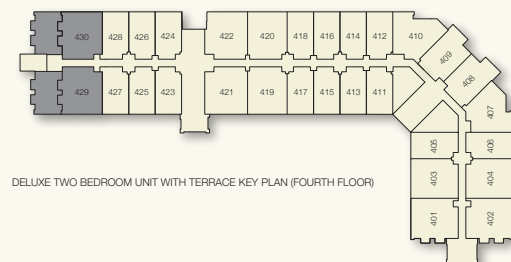 430 428 426 424 422 420 418 416 414 412 410
409
408
407
429 427 425 423 421 419 417 415 413 411
405 406
403 404
401 402
DELUXE TWO BEDROOM UNIT WITH TERRACE KEY PLAN (FOURTH FLOOR)